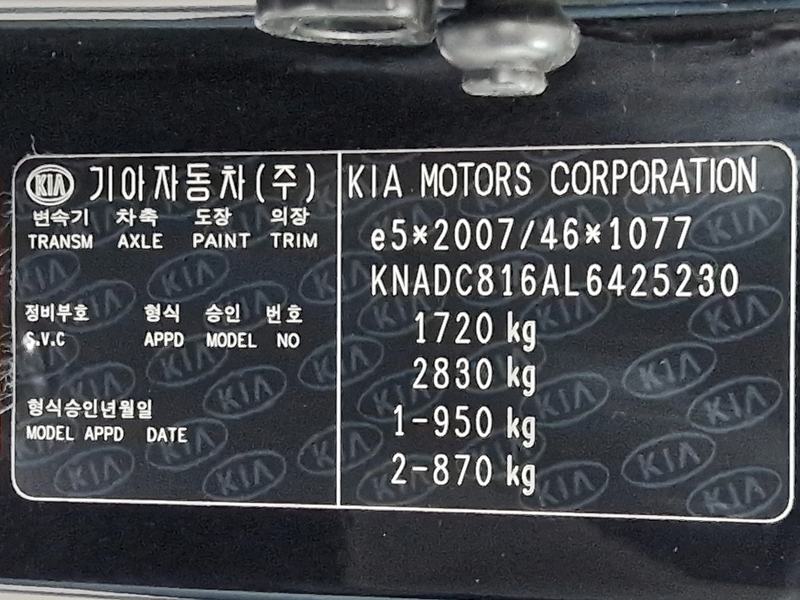 KIA 기아자동차(주)
변속기 차축 도장 의장
TRANSM AXLE PAINT TRIM
정비부호 형식 승인 번호
S.V.C APPD MODEL NO
형식승인년월일
MODEL APPD DATE
KIA MOTORS CORPORATION
e5*2007/46*1077
KNADC816AL6425230
1720 kg
2830 kg
1-950 kg
2-870 kg